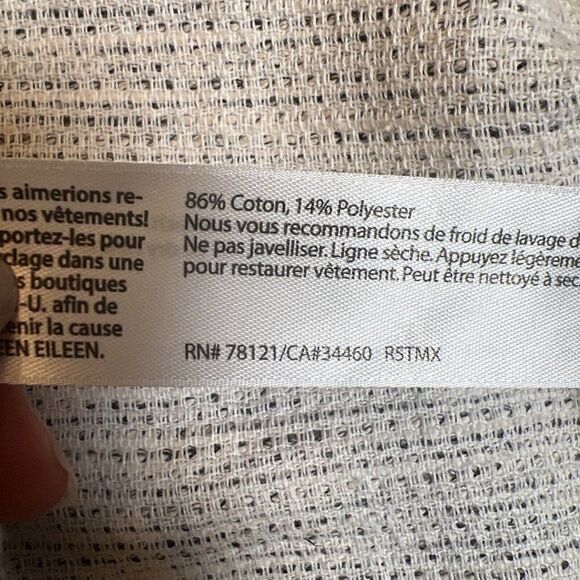 s aimerions re-
nos vêtements!
portez-les pour
clage dans une
s boutiques
-U. afin de
enir la cause
EEN EILEEN.
86% Coton, 14% Polyester
Nous vous recommandons de froid de lavage d
Ne pas javelliser. Ligne sèche. Appuyez légèreme
pour restaurer vêtement. Peut être nettoyé à sec
RN# 78121/CA#34460 R5TMX